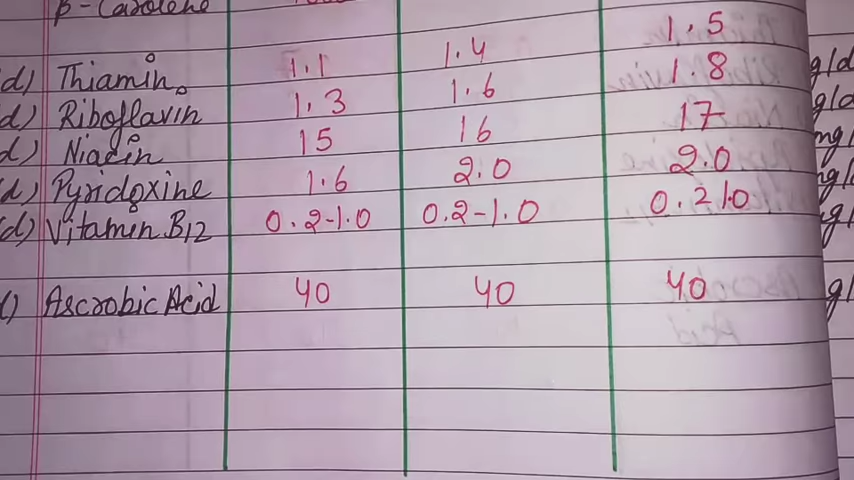 β-Carolene
d) Thiamin 1.1 1.4 1.5
d) Riboflavin 1.3 1.6 1.8
d) Niacin 15 16 17
d) Pyridoxine 1.6 2.0 2.0
(d) Vitamin B12 0.2-1.0 0.2-1.0 0.2 1.0
Ascrobic Acid 40 40 40